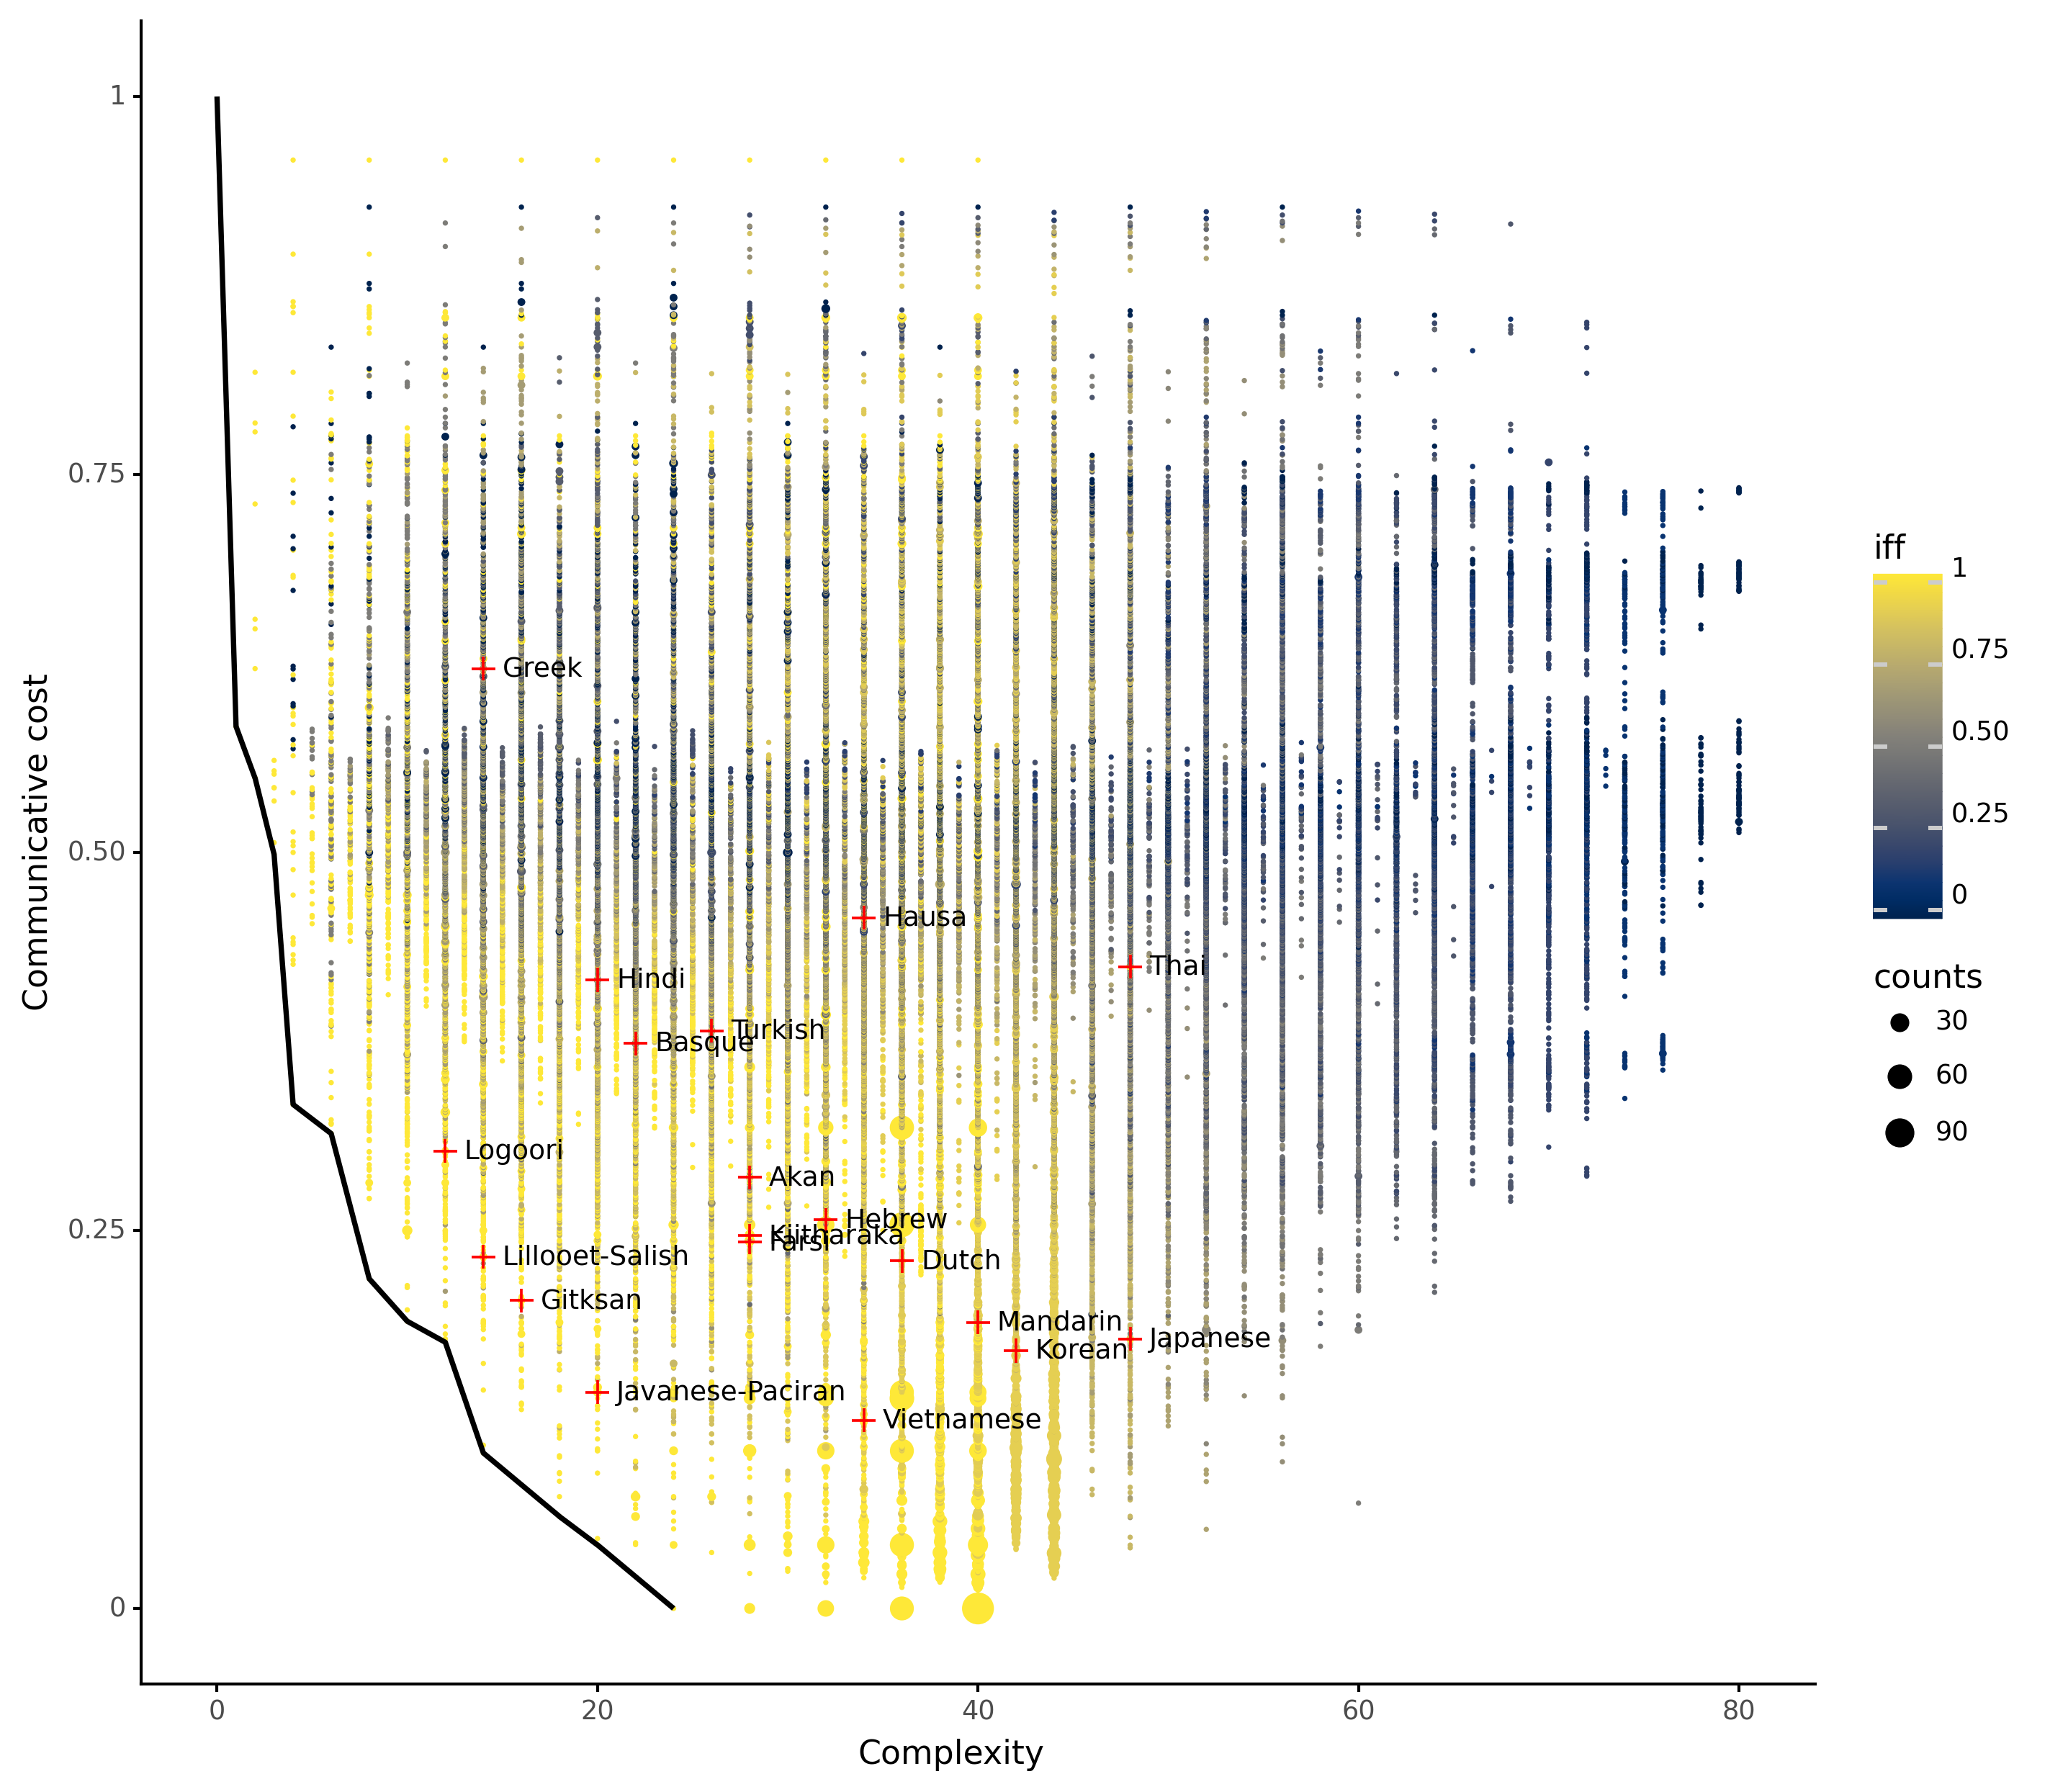 1
0.75
0.50
0.25
0
Communicative cost
0
20
40
60
80
Complexity
Greek
Hausa
Thai
Hindi
Turkish
Basque
Logoori
Akan
Hebrew
Kiitharaka
Farsi
Lillooet-Salish
Dutch
Gitksan
Mandarin
Japanese
Korean
Javanese-Paciran
Vietnamese
iff
1
0.75
0.50
0.25
0
counts
30
60
90